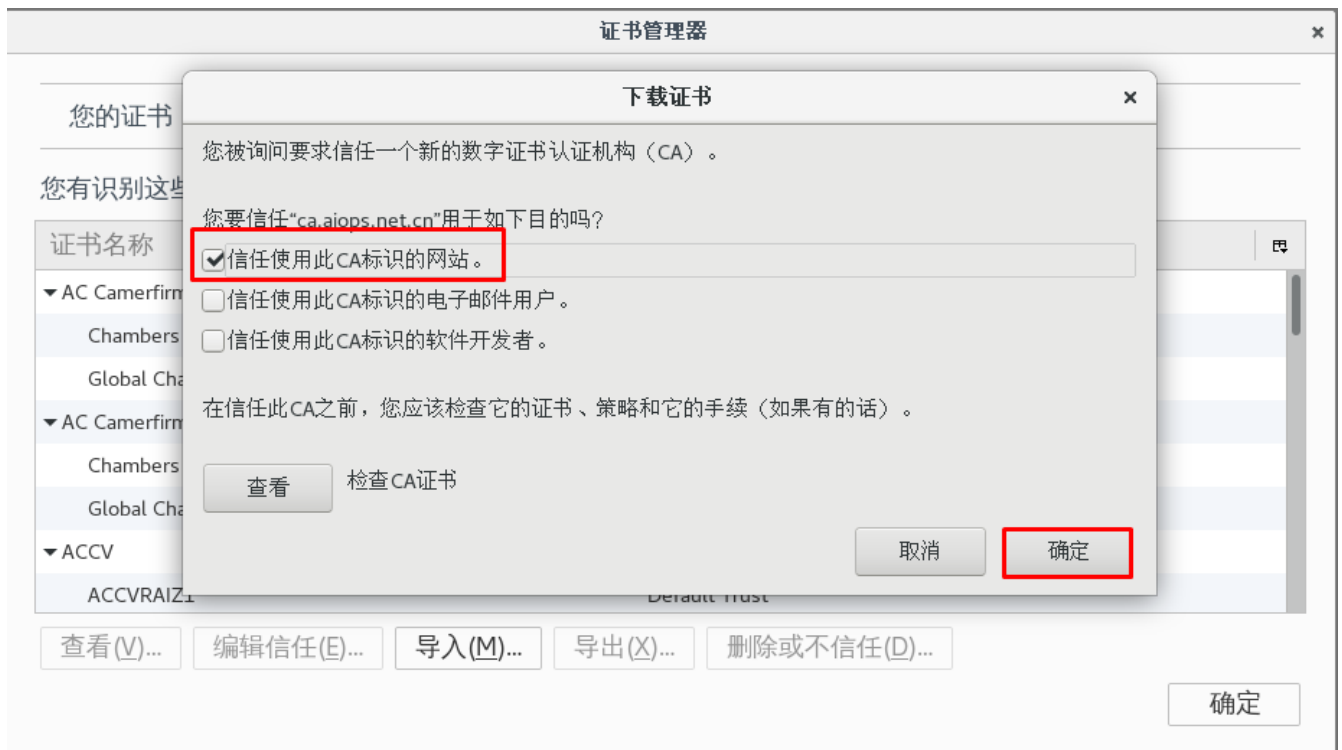 证书管理器
下载证书
您的证书
您被询问要求信任一个新的数字证书认证机构（CA）。
您有识别这些
您要信任“ca.aiops.net.cn”用于如下目的吗?
证书名称
信任使用此CA标识的网站。
AC Camerfirm
信任使用此CA标识的电子邮件用户。
Chambers
信任使用此CA标识的软件开发者。
Global Cha
在信任此CA之前，您应该检查它的证书、策略和它的手续（如果有的话）。
AC Camerfirm
Chambers
查看 检查CA证书
Global Cha
取消 确定
ACCV
ACCVRAIZ1 Default Trust
查看(V)... 编辑信任(E)... 导入(M)... 导出(X)... 删除或不信任(D)...
确定